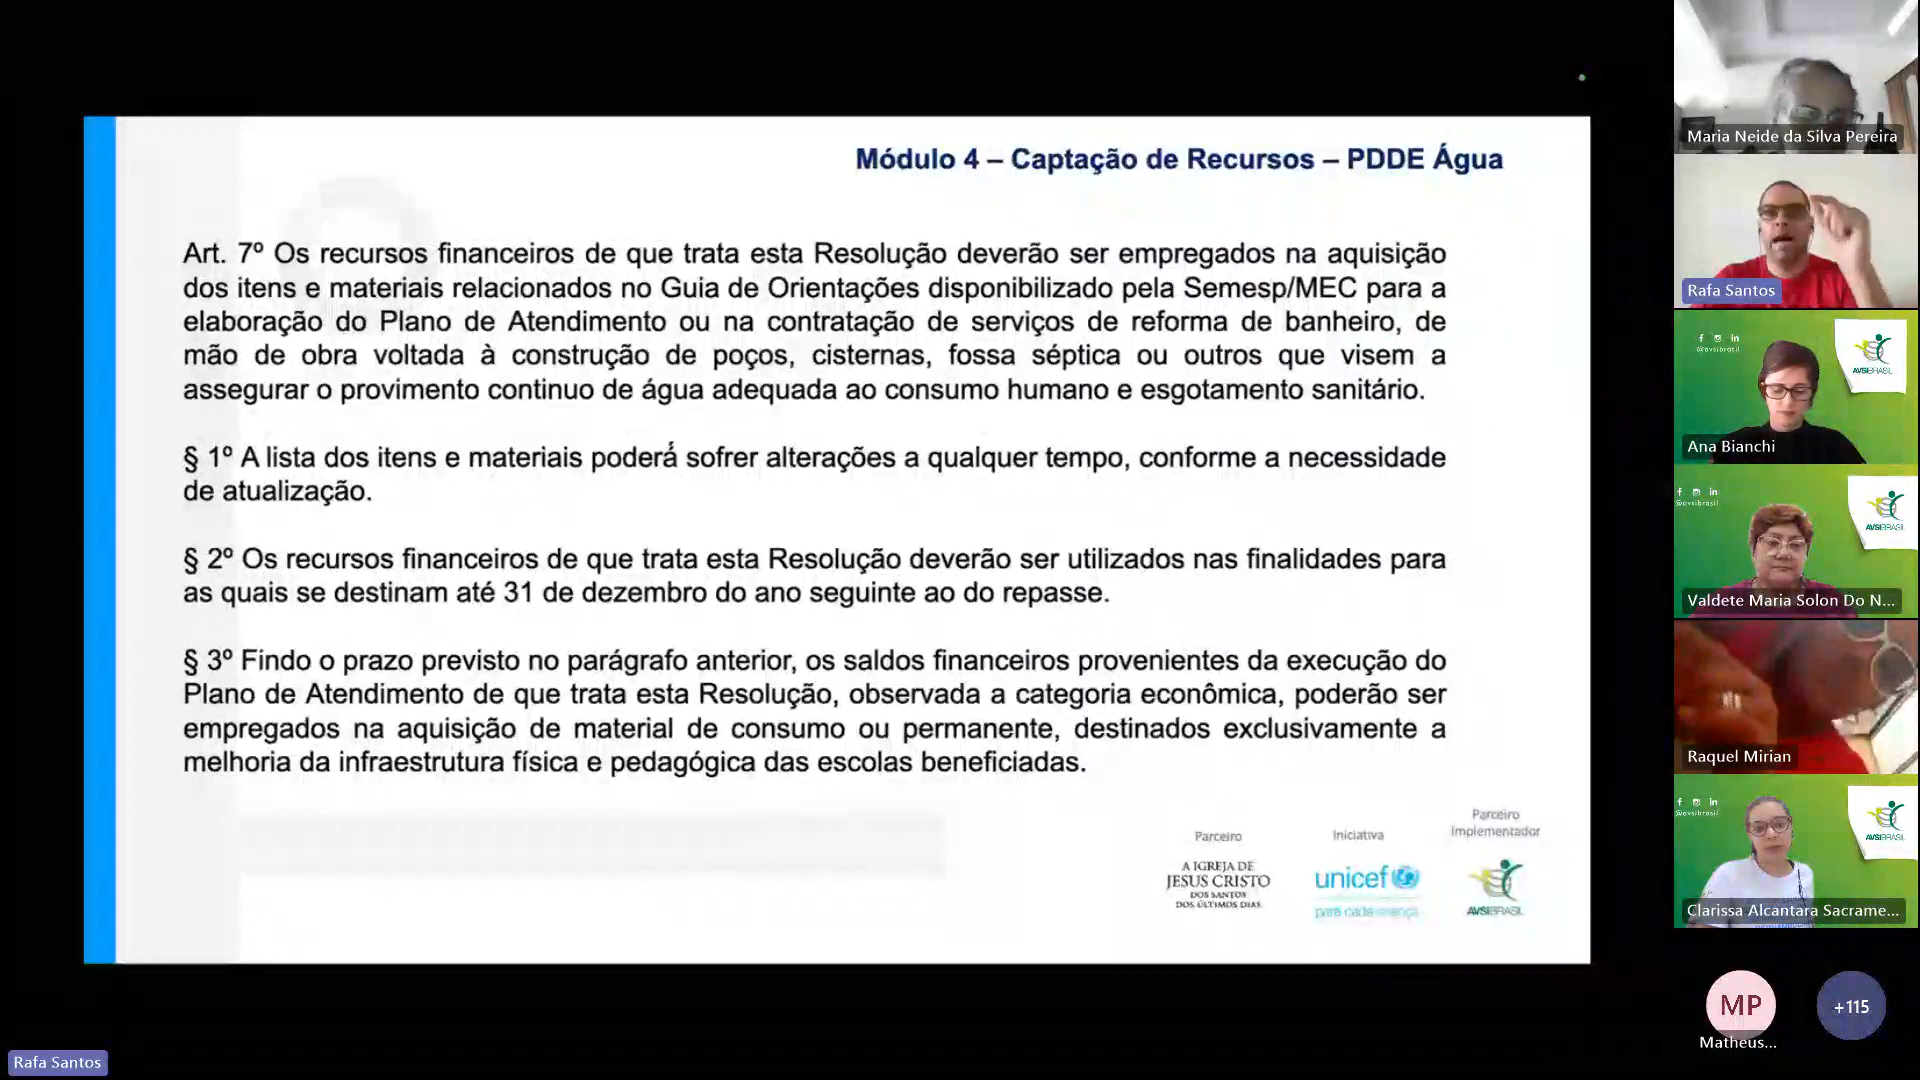 Módulo 4 – Captação de Recursos – PDDE Água
Art. 7º Os recursos financeiros de que trata esta Resolução deverão ser empregados na aquisição
dos itens e materiais relacionados no Guia de Orientações disponibilizado pela Semesp/MEC para a
elaboração do Plano de Atendimento ou na contratação de serviços de reforma de banheiro, de
mão de obra voltada à construção de poços, cisternas, fossa séptica ou outros que visem a
assegurar o provimento continuo de água adequada ao consumo humano e esgotamento sanitário.
§ 1º A lista dos itens e materiais poderá sofrer alterações a qualquer tempo, conforme a necessidade
de atualização.
§ 2º Os recursos financeiros de que trata esta Resolução deverão ser utilizados nas finalidades para
as quais se destinam até 31 de dezembro do ano seguinte ao do repasse.
§ 3º Findo o prazo previsto no parágrafo anterior, os saldos financeiros provenientes da execução do
Plano de Atendimento de que trata esta Resolução, observada a categoria econômica, poderão ser
empregados na aquisição de material de consumo ou permanente, destinados exclusivamente a
melhoria da infraestrutura física e pedagógica das escolas beneficiadas.
Parceiro
A IGREJA DE
JESUS CRISTO
DOS SANTOS
DOS ÚLTIMOS DIAS
Iniciativa
unicef
para cada criança
Parceiro
Implementador
AVSIBRASIL
Maria Neide da Silva Pereira
Rafa Santos
@avsibrasil
AVSIBRASIL
Ana Bianchi
@avsibrasil
AVSIBRASIL
Valdete Maria Solon Do N...
Raquel Mirian
@avsibrasil
AVSIBRASIL
Clarissa Alcantara Sacrame...
MP
Matheus...
+115
Rafa Santos